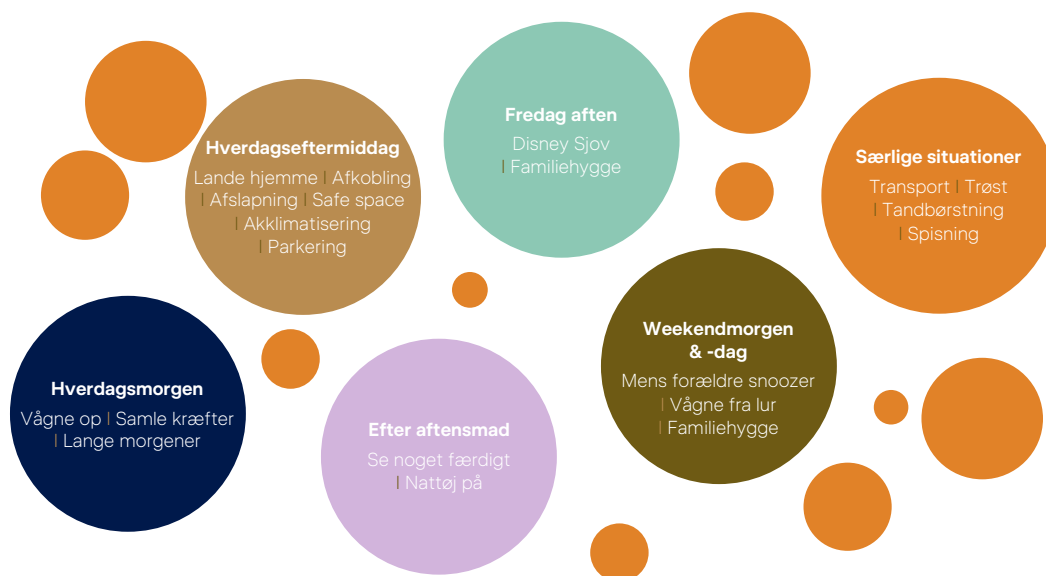 Hverdagseftermiddag
Lande hjemme | Afkobling
| Afslapning | Safe space
| Akklimatisering
| Parkering
Fredag aften
Disney Sjov
| Familiehygge
Særlige situationer
Transport | Trøst
| Tandbørstning
| Spisning
Hverdagsmorgen
Vågne op | Samle kræfter
| Lange morgener
Efter aftensmad
Se noget færdigt
| Nattøj på
Weekendmorgen
& -dag
Mens forældre snoozer
| Vågne fra lur
| Familiehygge